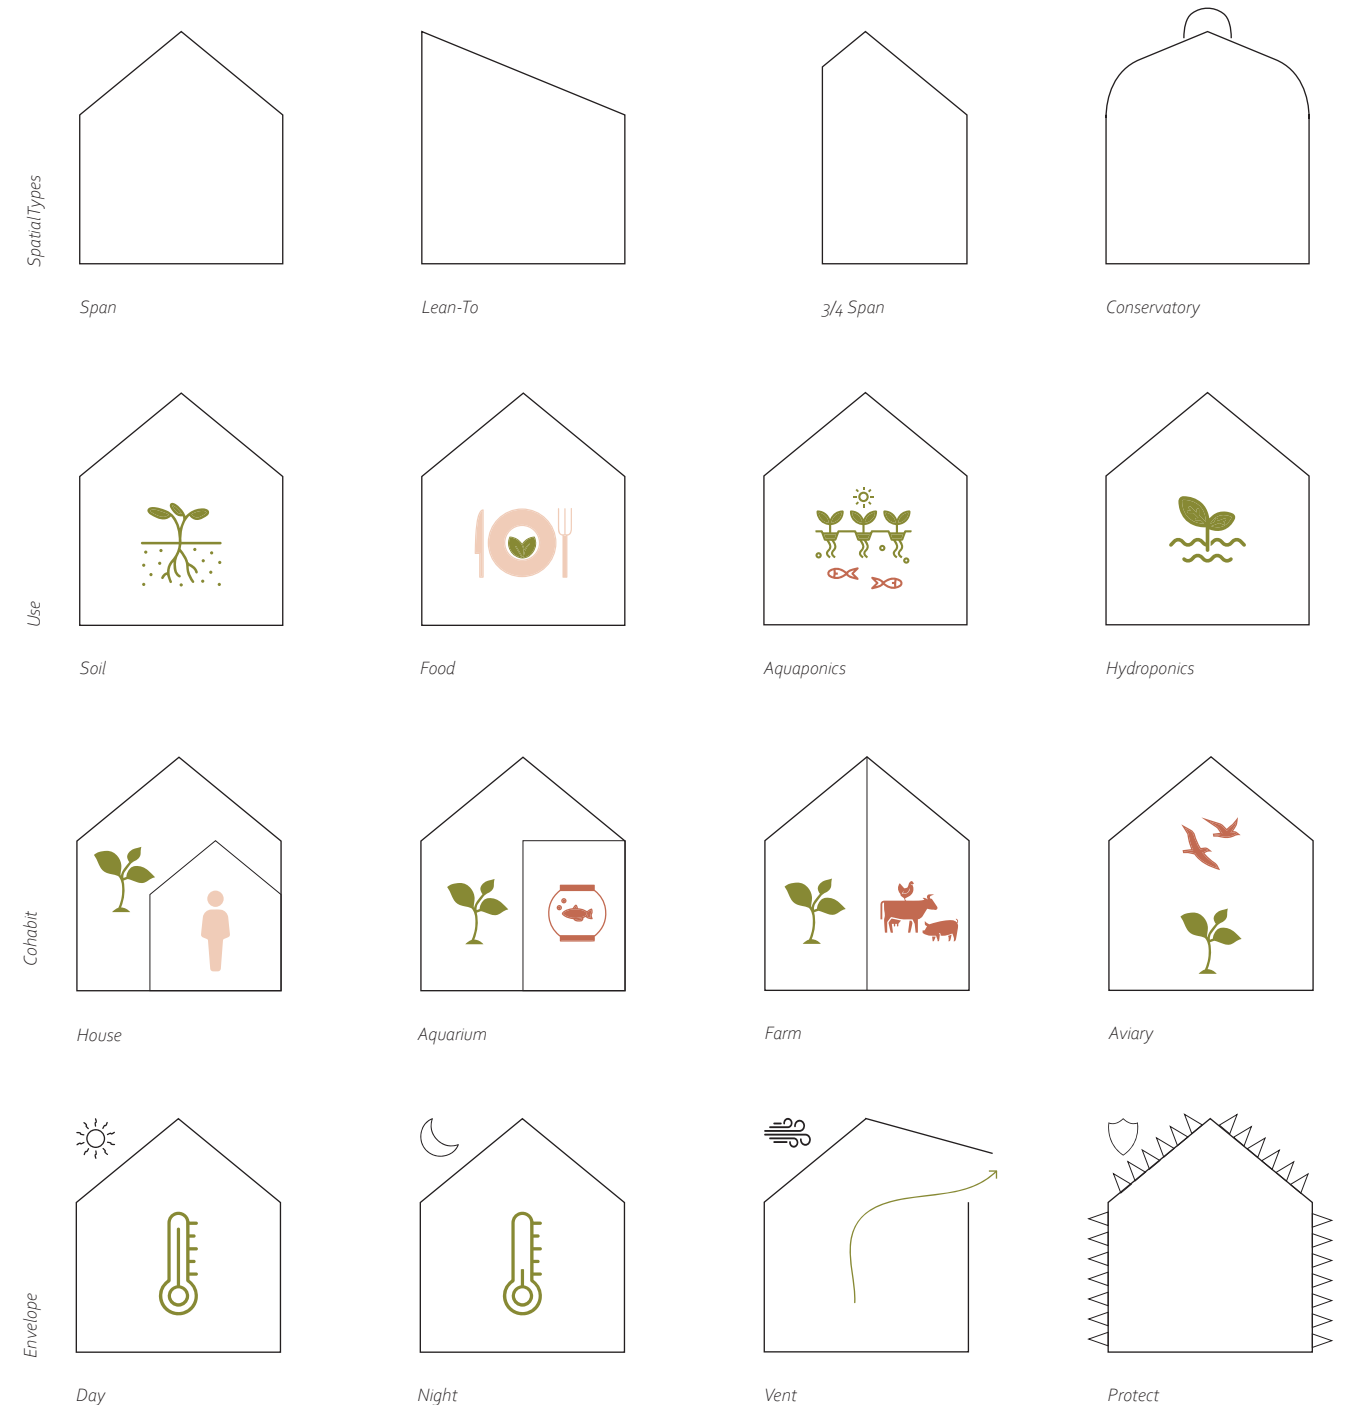 SpatialTypes
Span
Lean-To
3/4 Span
Conservatory
Use
Soil
Food
Aquaponics
Hydroponics
Cohabit
House
Aquarium
Farm
Aviary
Envelope
Day
Night
Vent
Protect